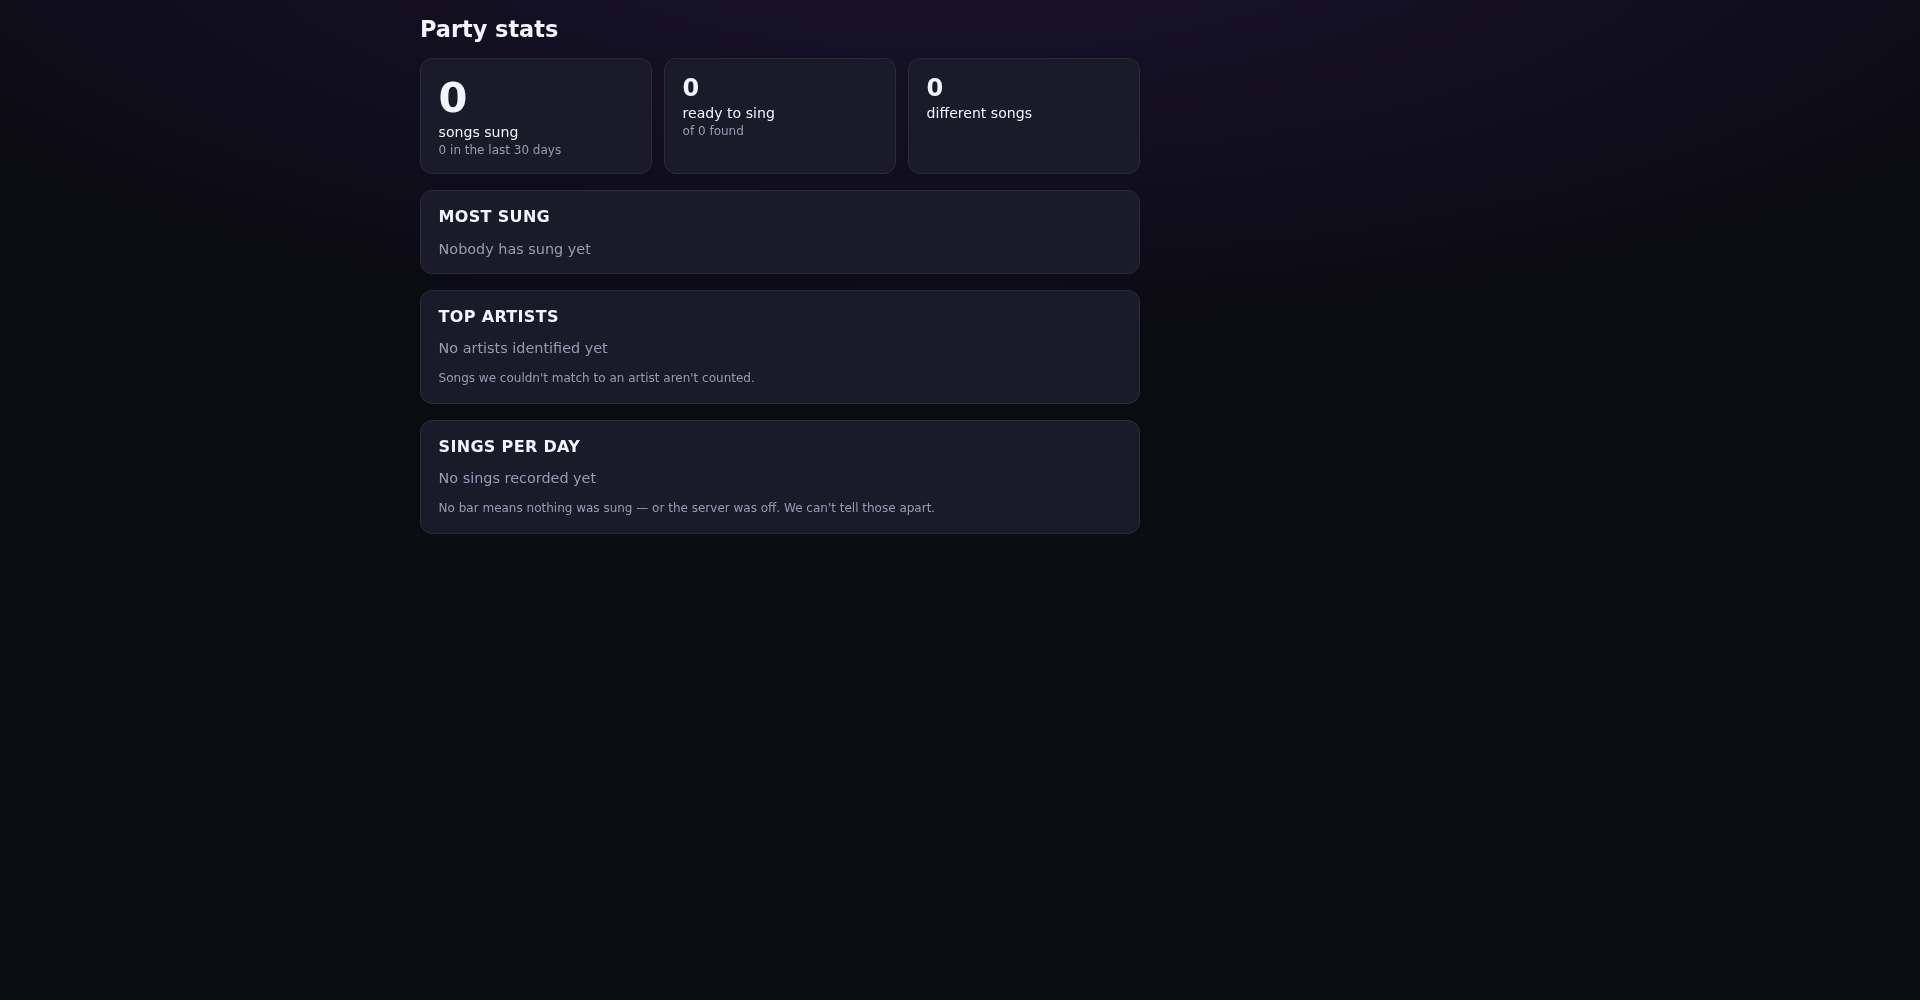 Party stats
0
songs sung
0 in the last 30 days
0
ready to sing
of 0 found
0
different songs
MOST SUNG
Nobody has sung yet
TOP ARTISTS
No artists identified yet
Songs we couldn't match to an artist aren't counted.
SINGS PER DAY
No sings recorded yet
No bar means nothing was sung — or the server was off. We can't tell those apart.